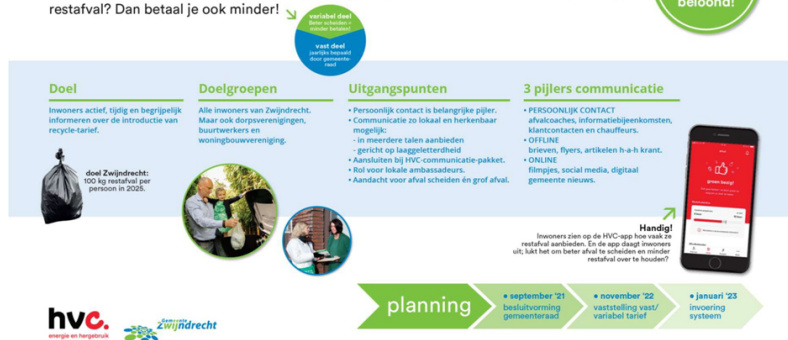 restafval? Dan betaal je ook minder!
beloond!
variabel deel
Beter scheiden =
minder betalen!
vast deel
jaarlijks bepaald
door gemeente-
raad
Doel
Inwoners actief, tijdig en begrijpelijk
informeren over de introductie van
recycle-tarief.
doel Zwijndrecht:
100 kg restafval per
persoon in 2025.
Doelgroepen
Alle inwoners van Zwijndrecht.
Maar ook dorpsverenigingen,
buurtwerkers en
woningbouwvereniging.
Uitgangspunten
• Persoonlijk contact is belangrijke pijler.
• Communicatie zo lokaal en herkenbaar
mogelijk:
- in meerdere talen aanbieden
- gericht op laaggeletterdheid
• Aansluiten bij HVC-communicatie-pakket.
• Rol voor lokale ambassadeurs.
• Aandacht voor afval scheiden én grof afval.
3 pijlers communicatie
• PERSOONLIJK CONTACT
afvalcoaches, informatiebijeenkomsten,
klantcontacten en chauffeurs.
• OFFLINE
brieven, flyers, artikelen h-a-h krant.
• ONLINE
filmpjes, social media, digitaal
gemeente nieuws.
goed bezig!
Handig!
Inwoners zien op de HVC-app hoe vaak ze
restafval aanbieden. En de app daagt inwoners
uit; lukt het om beter afval te scheiden en minder
restafval over te houden?
hvc.
energie en hergebruik
Gemeente
Zwijndrecht
planning
• september '21
besluitvorming
gemeenteraad
• november '22
vaststelling vast/
variabel tarief
• januari '23
invoering
systeem